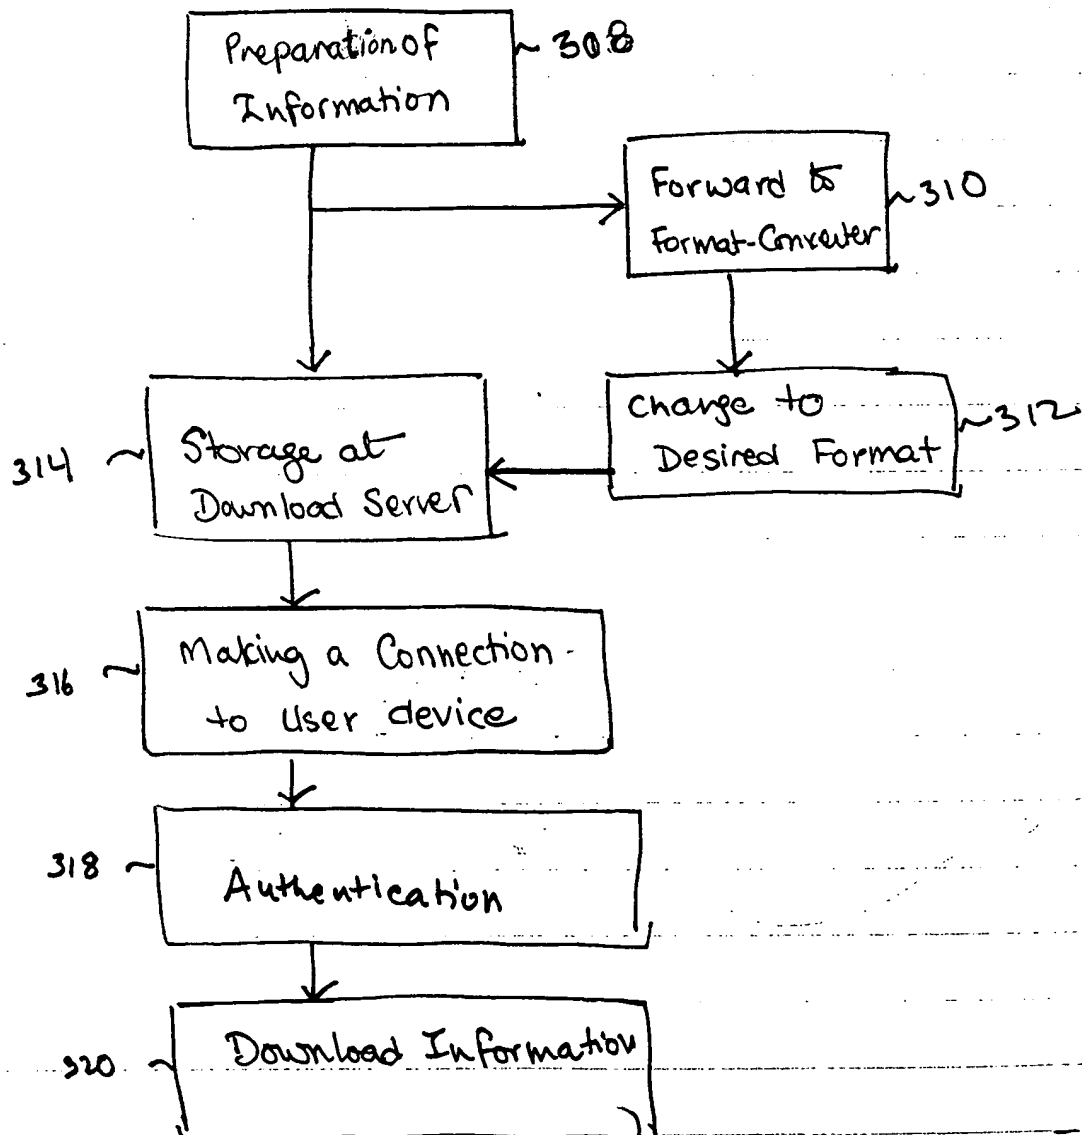 Preparation of
Information
308
Forward to
Format-Converter
310
Change to
Desired Format
312
314
Storage at
Download Server
316
Making a Connection
to User device
318
Authentication
320
Download Information